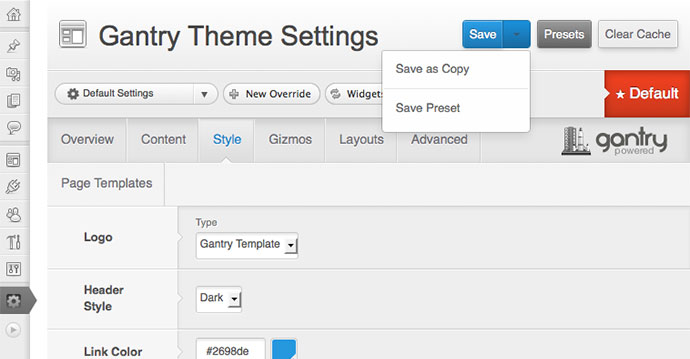 Gantry Theme Settings
Save
Presets
Clear Cache
Save as Copy
Save Preset
Default Settings
New Override
Widgets
Default
Overview
Content
Style
Gizmos
Layouts
Advanced
gantry
powered
Page Templates
Logo
Type
Gantry Template
Header
Style
Dark
Link Color
#2698de